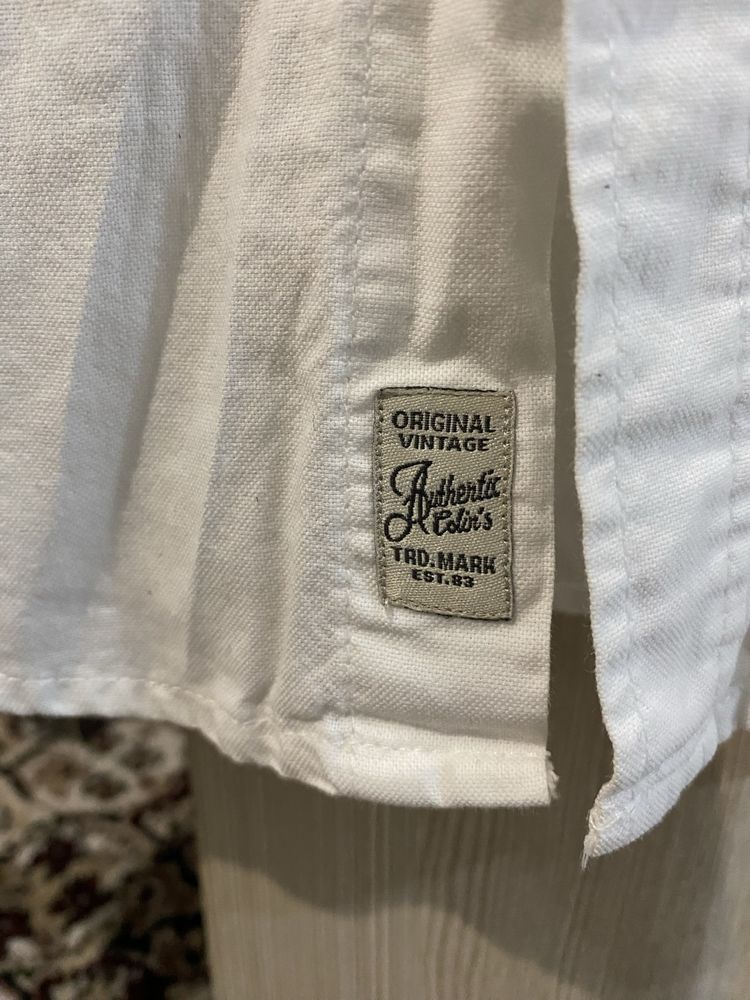 ORIGINAL
VINTAGE
Authentic
Colin's
TRD.MARK
EST.83